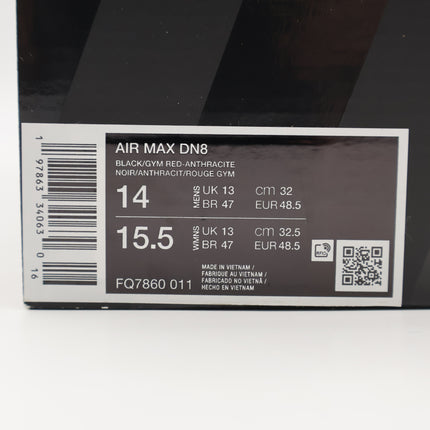 AIR MAX DN8
BLACK/GYM RED-ANTHRACITE
NOIR/ANTHRACIT/ROUGE GYM
14 MENS UK 13 cm 32
BR 47 EUR 48.5
15.5 WMNS UK 13 cm 32.5
BR 47 EUR 48.5
MADE IN VIETNAM /
FABRIQUE AU VIETNAM /
FABRICADO NO VIETNÃ /
HECHO EN VIETNAM
FQ7860 011
1 97863 34063 0 16